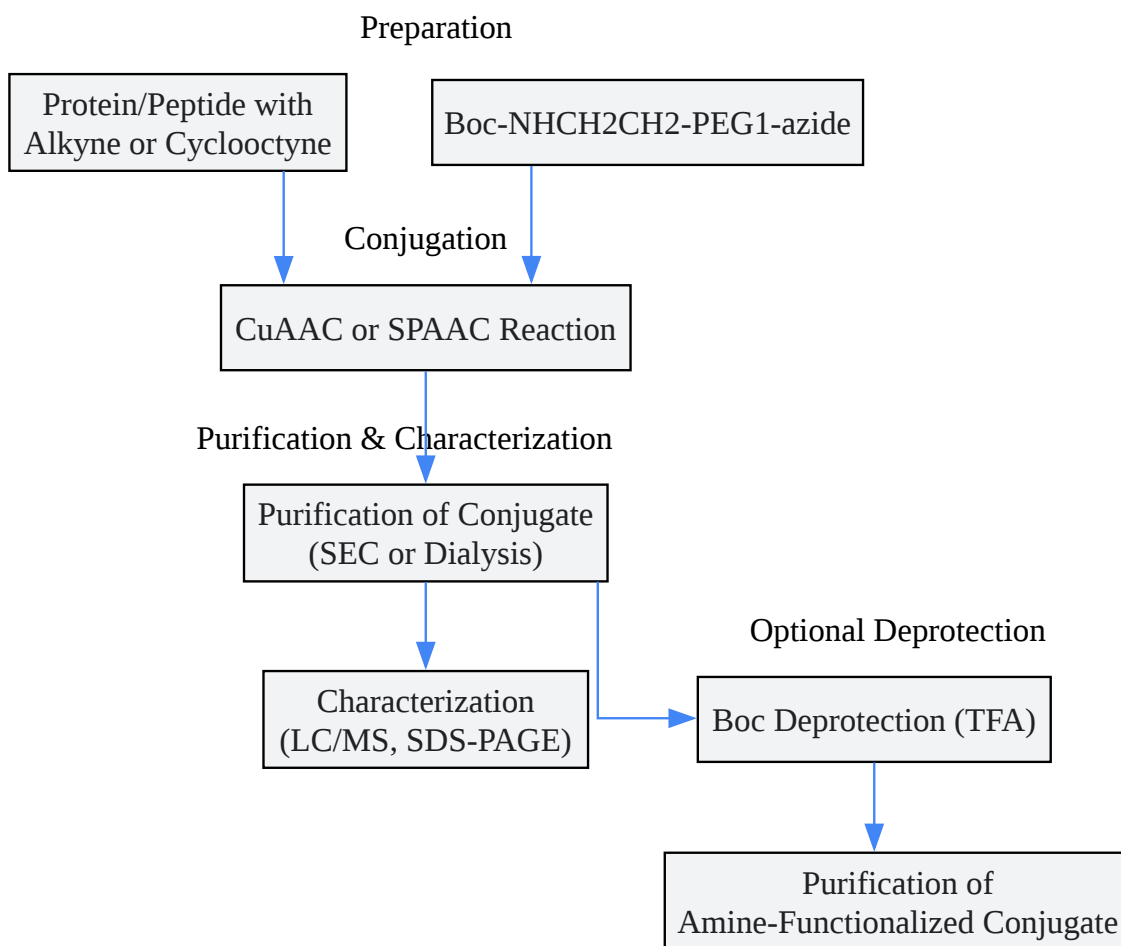 Preparation
Protein/Peptide with
Alkyne or Cyclooctyne
Boc-NHCH2CH2-PEG1-azide
Conjugation
CuAAC or SPAAC Reaction
Purification & Characterization
Purification of Conjugate
(SEC or Dialysis)
Optional Deprotection
Characterization
(LC/MS, SDS-PAGE)
Boc Deprotection (TFA)
Purification of
Amine-Functionalized Conjugate